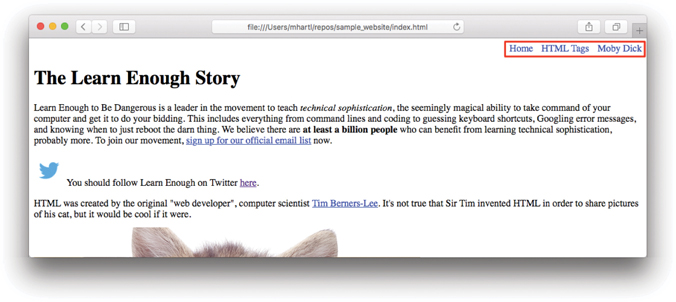 file:///Users/mhartl/repos/sample_website/index.html
Home HTML Tags Moby Dick
The Learn Enough Story
Learn Enough to Be Dangerous is a leader in the movement to teach technical sophistication, the seemingly magical ability to take command of your
computer and get it to do your bidding. This includes everything from command lines and coding to guessing keyboard shortcuts, Googling error messages,
and knowing when to just reboot the darn thing. We believe there are at least a billion people who can benefit from learning technical sophistication,
probably more. To join our movement, sign up for our official email list now.
You should follow Learn Enough on Twitter here.
HTML was created by the original "web developer", computer scientist Tim Berners-Lee. It's not true that Sir Tim invented HTML in order to share pictures
of his cat, but it would be cool if it were.